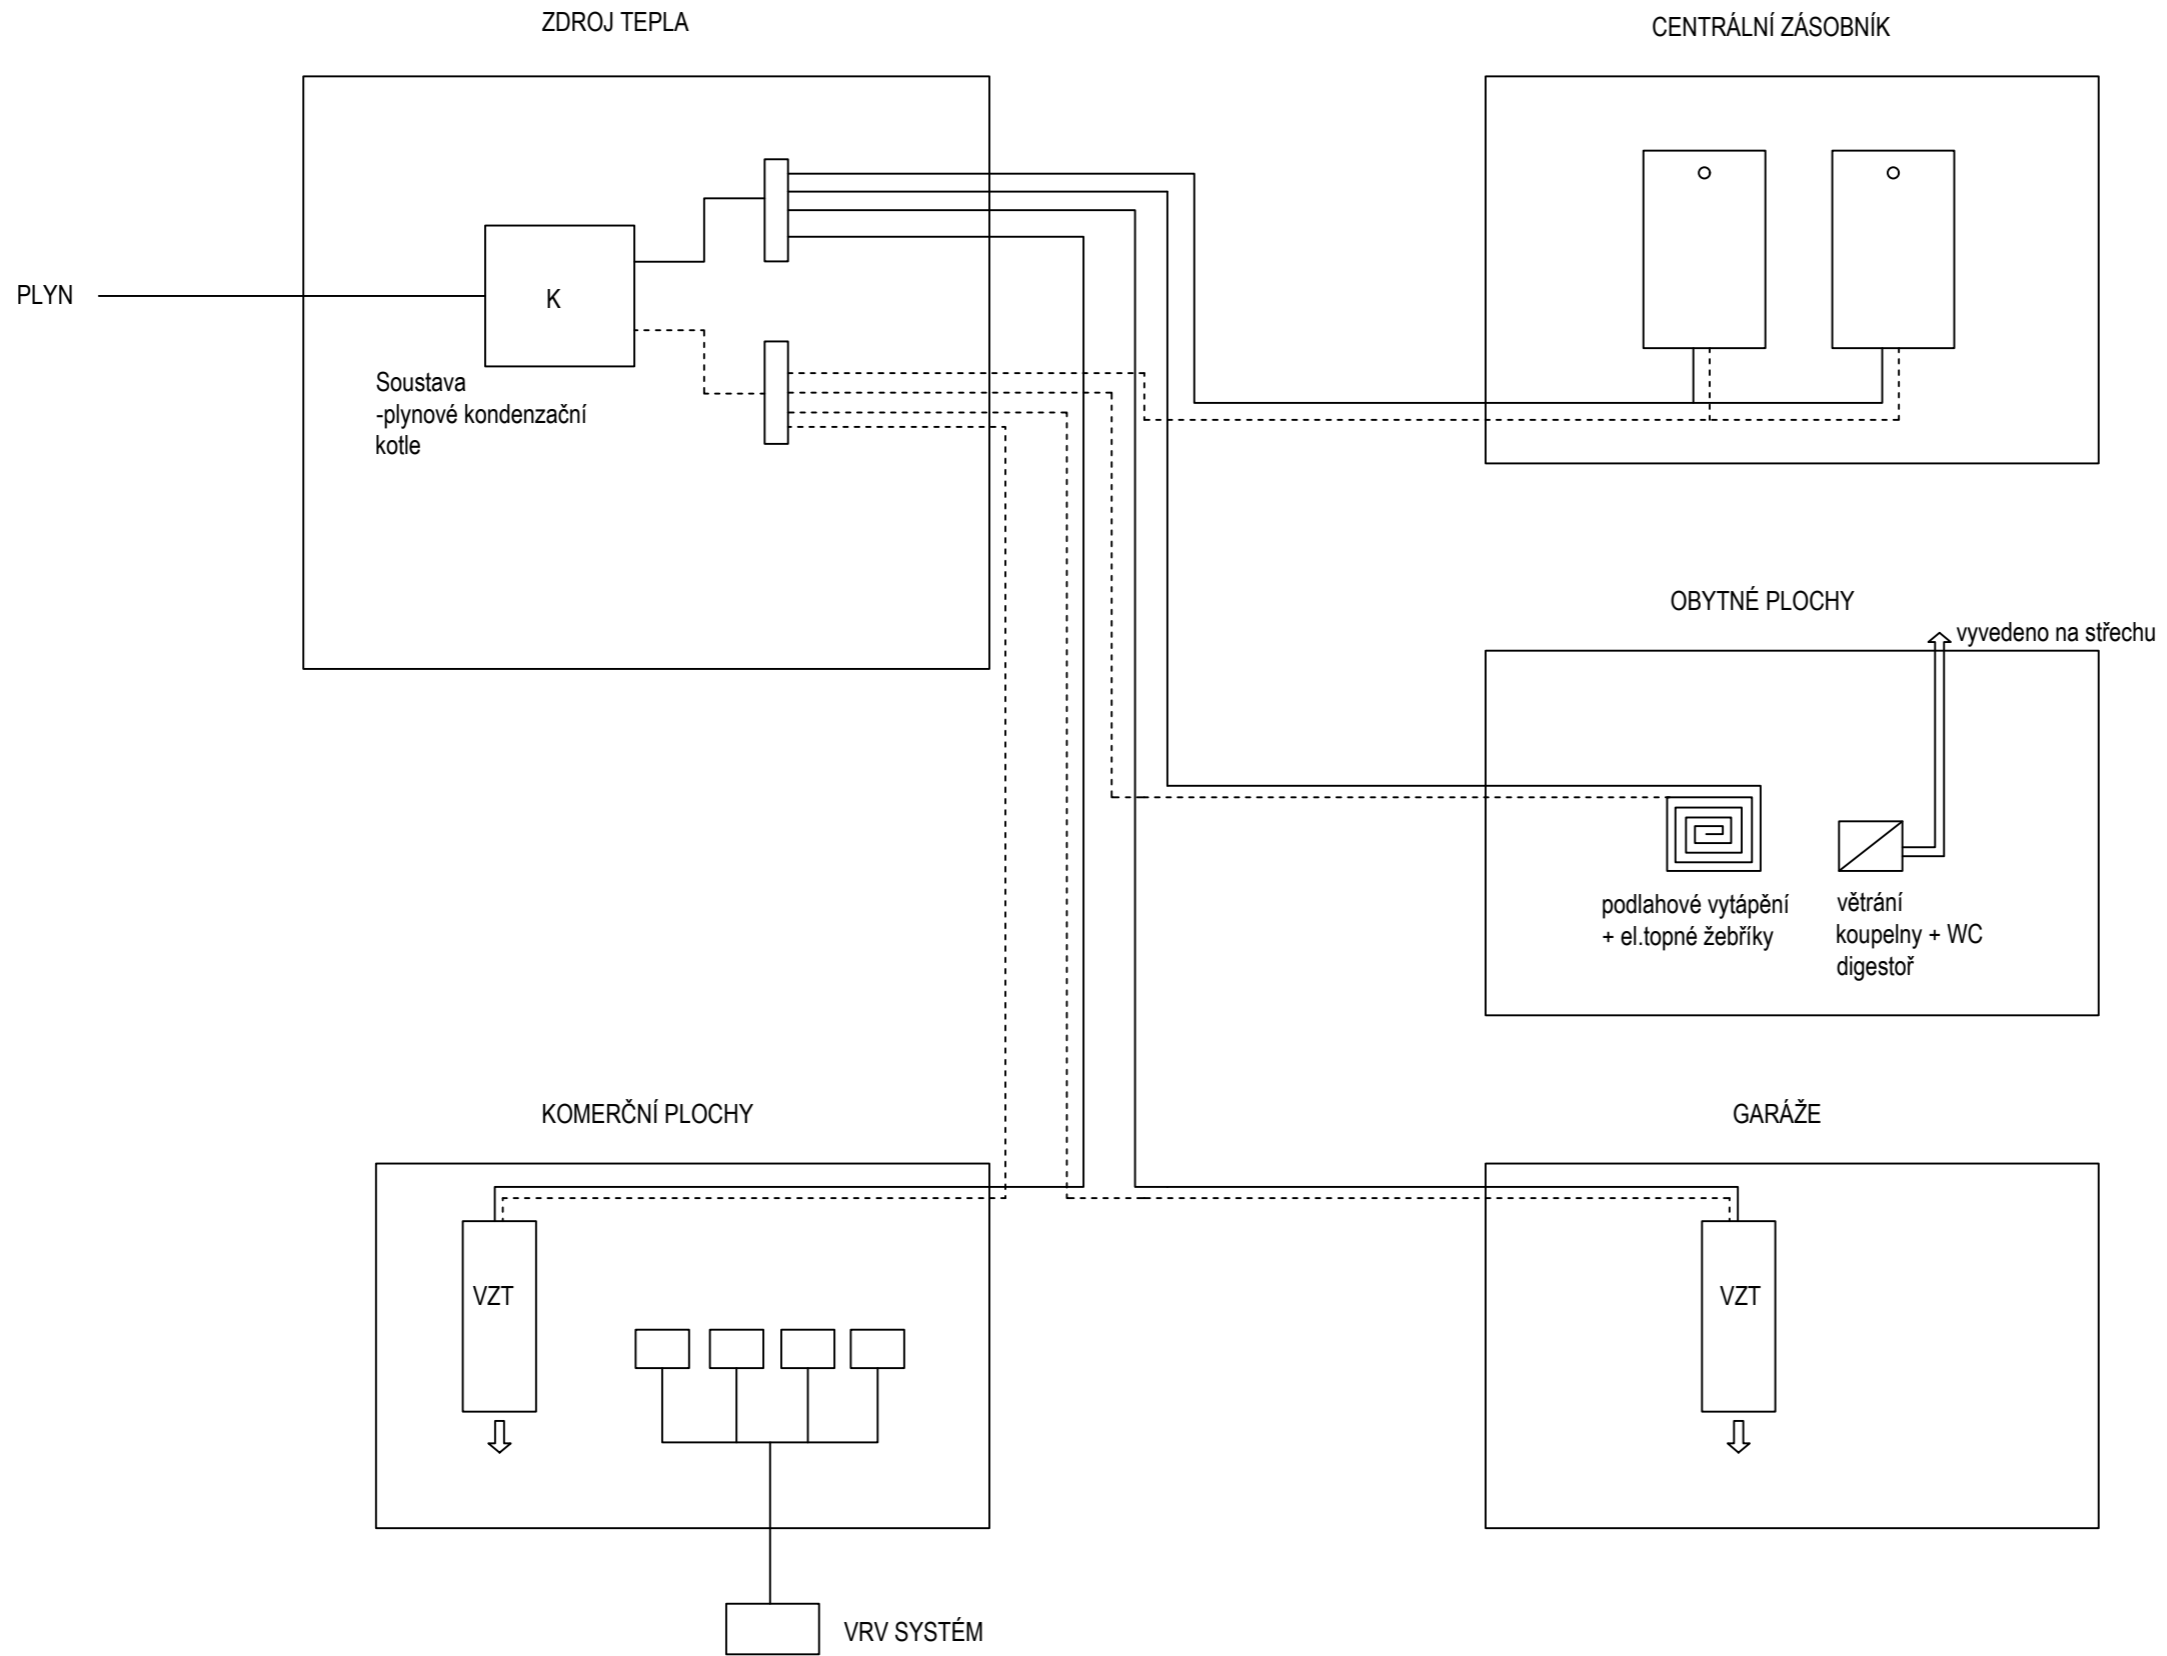 ZDROJ TEPLA
CENTRÁLNÍ ZÁSOBNÍK
PLYN
K
Soustava
-plynové kondenzační
kotle
OBYTNÉ PLOCHY
vyvedeno na střechu
podlahové vytápění
+ el.topné žebříky
větrání
koupelny + WC
digestoř
KOMERČNÍ PLOCHY
GARÁŽE
VZT
VZT
VRV SYSTÉM